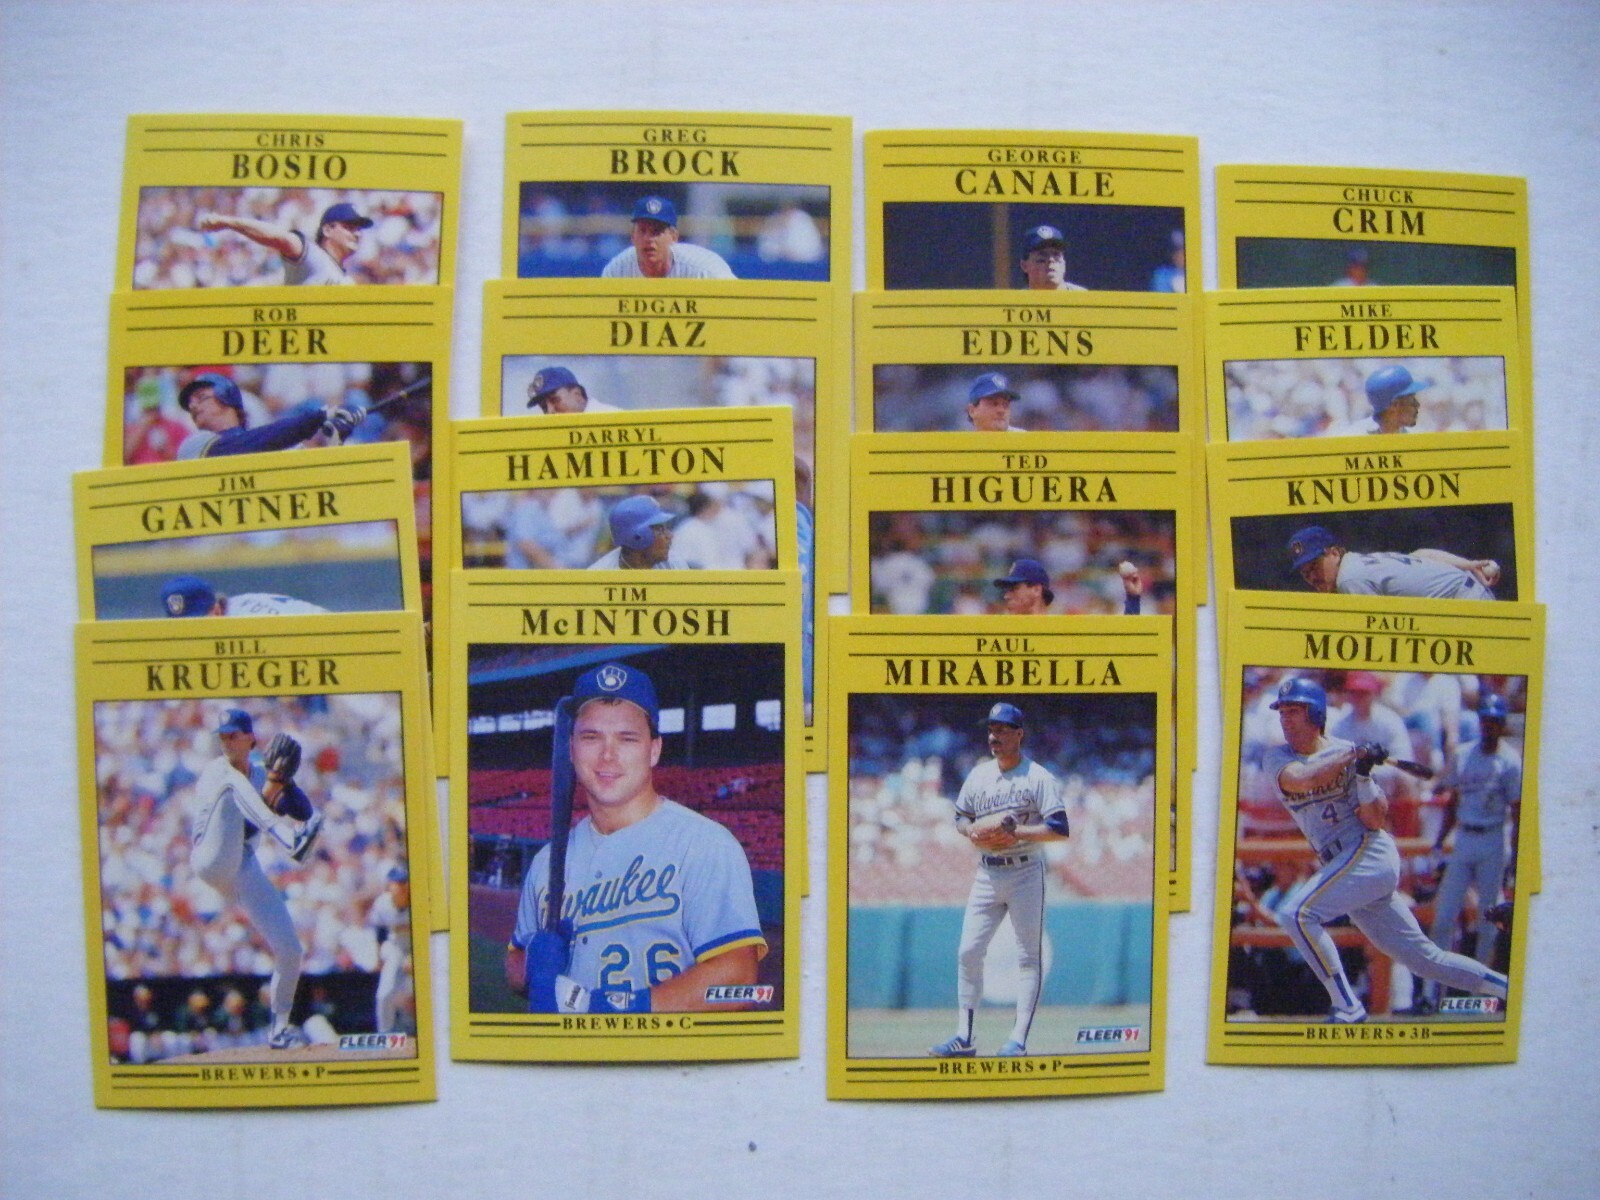 CHRIS
BOSIO
GREG
BROCK
GEORGE
CANALE
CHUCK
CRIM
ROB
DEER
EDGAR
DIAZ
TOM
EDENS
MIKE
FELDER
JIM
GANTNER
DARRYL
HAMILTON
TED
HIGUERA
MARK
KNUDSON
BILL
KRUEGER
FLEER '91
BREWERS • P
TIM
McINTOSH
Milwaukee
26
FLEER '91
BREWERS • C
PAUL
MIRABELLA
Milwaukee
FLEER '91
BREWERS • P
PAUL
MOLITOR
4
FLEER '91
BREWERS • 3B